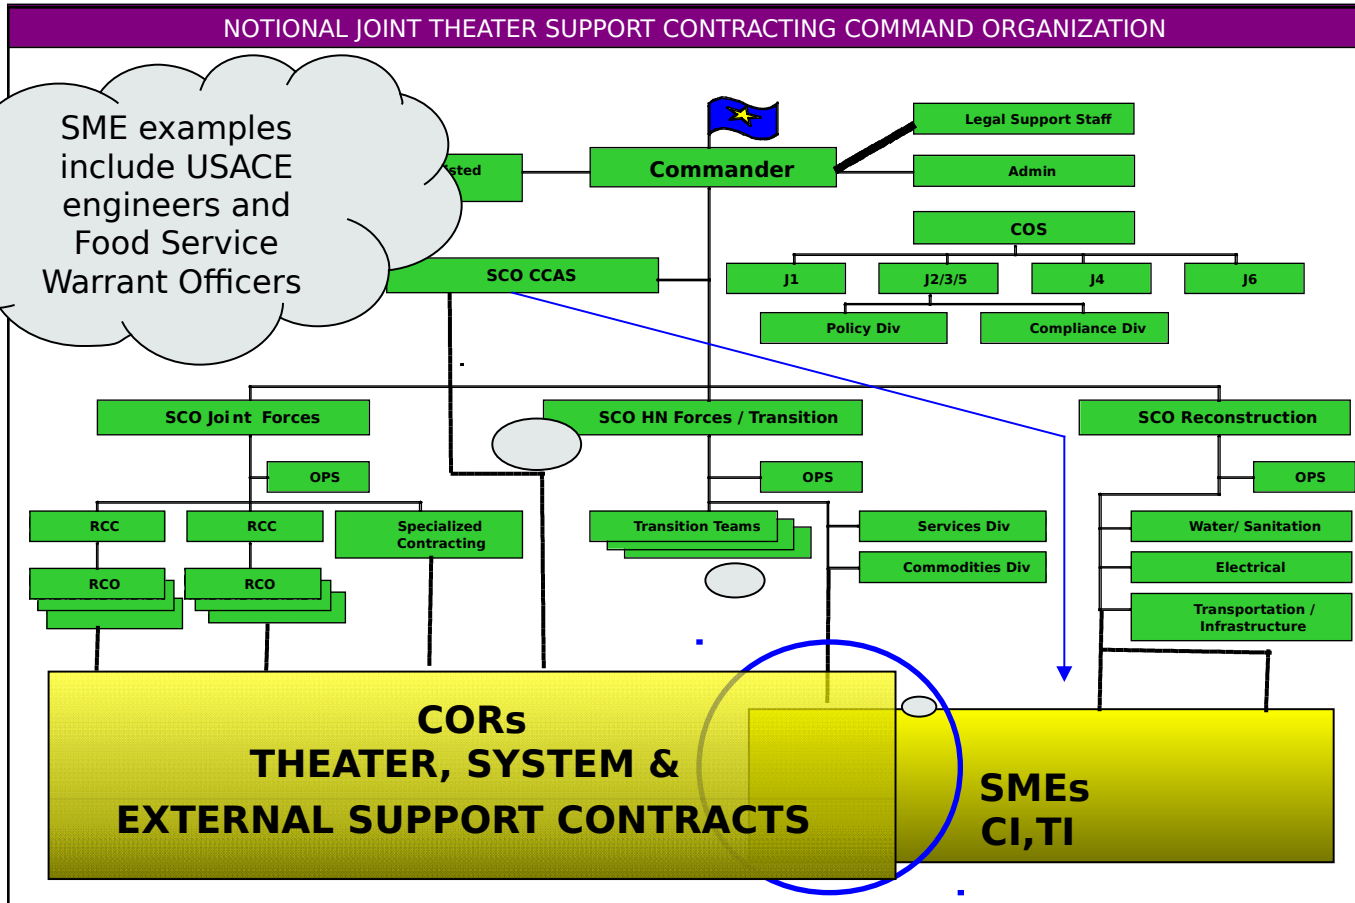 NOTIONAL JOINT THEATER SUPPORT CONTRACTING COMMAND ORGANIZATION
SME examples
include USACE
engineers and
Food Service
Warrant Officers
Legal Support Staff
Commander
Admin
COS
SCO CCAS
J1
J2/3/5
J4
J6
Policy Div
Compliance Div
SCO Joint Forces
SCO HN Forces / Transition
SCO Reconstruction
OPS
OPS
OPS
RCC
RCC
Specialized
Contracting
Transition Teams
Services Div
Water/ Sanitation
RCO
RCO
Commodities Div
Electrical
Transportation /
Infrastructure
CORs
THEATER, SYSTEM &
EXTERNAL SUPPORT CONTRACTS
SMEs
CI,TI